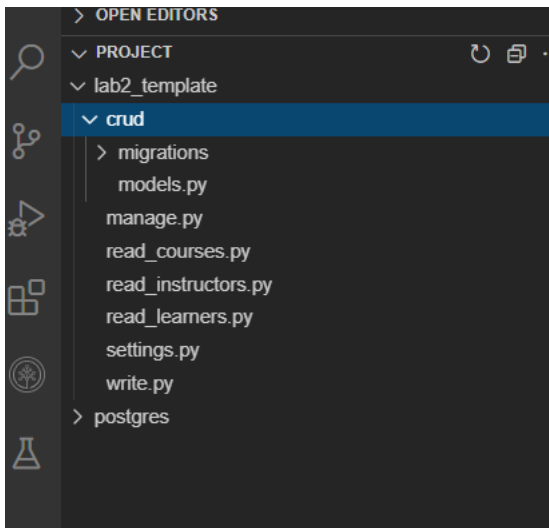 OPEN EDITORS
PROJECT
lab2_template
crud
migrations
models.py
manage.py
read_courses.py
read_instructors.py
read_learners.py
settings.py
write.py
postgres